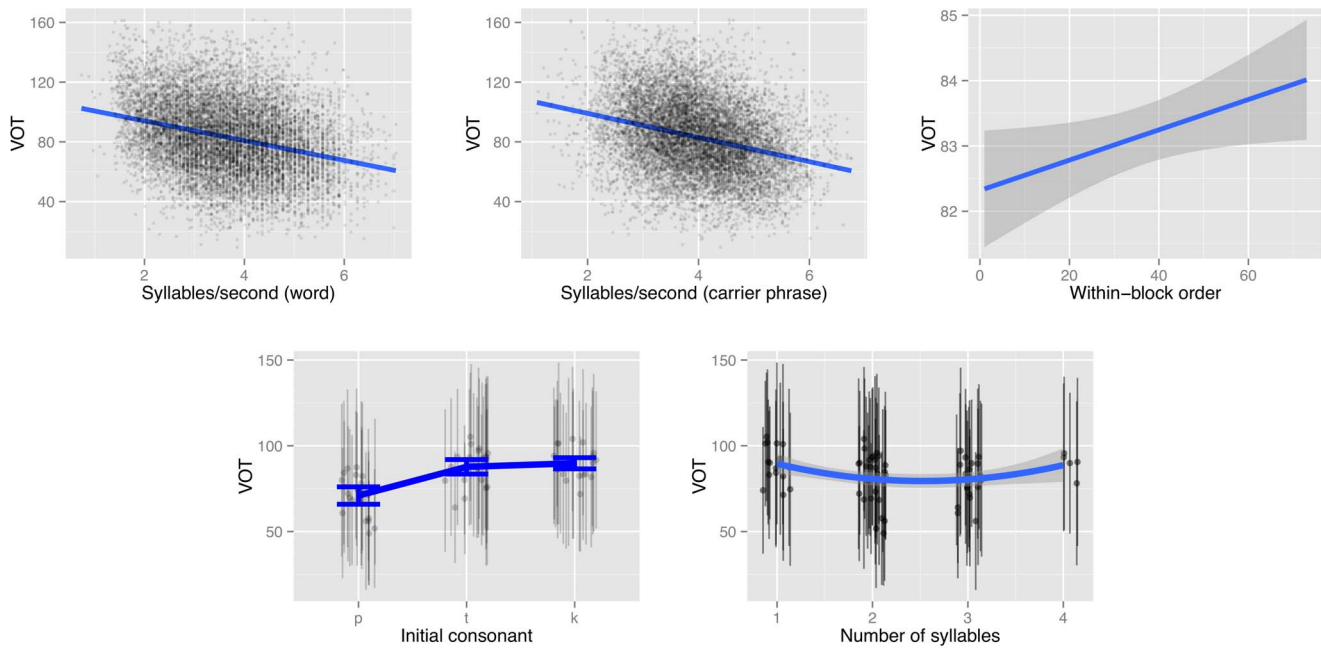 160
120
80
40
VOT
2
4
6
Syllables/second (word)
160
120
80
40
VOT
2
4
6
Syllables/second (carrier phrase)
85
84
83
82
VOT
0
20
40
60
Within−block order
150
100
50
VOT
p
t
k
Initial consonant
150
100
50
VOT
1
2
3
4
Number of syllables